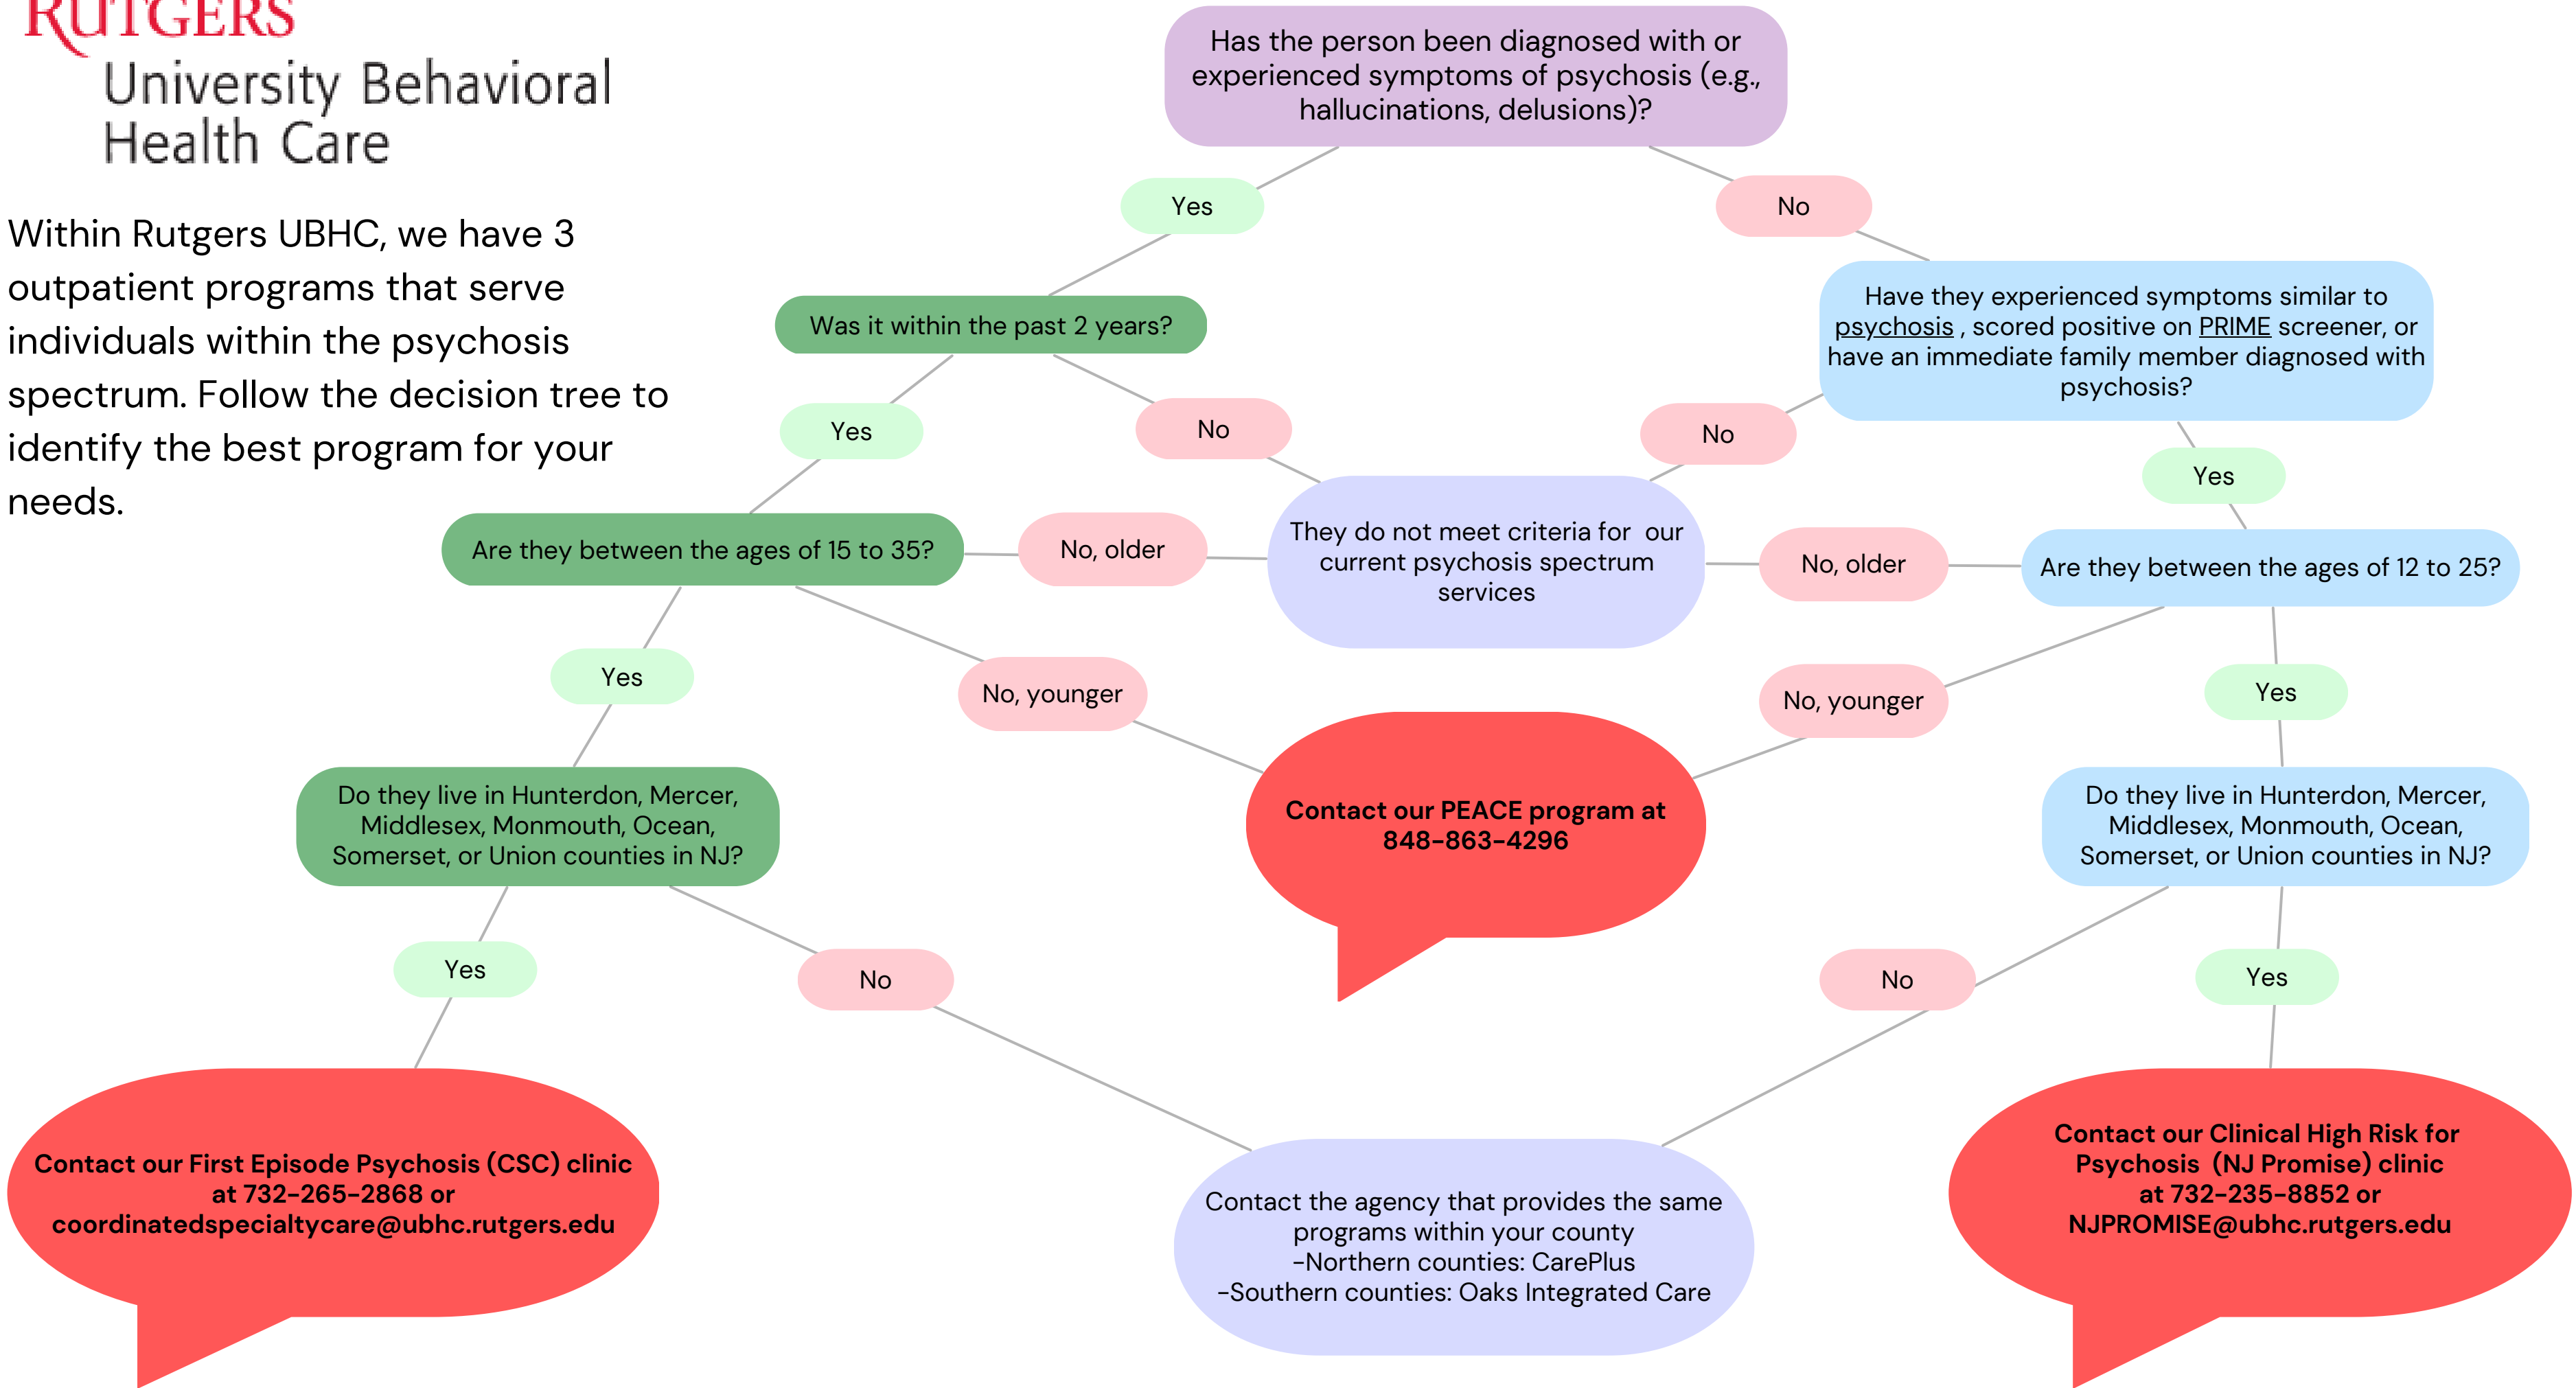 RUTGERS
University Behavioral
Health Care
Within Rutgers UBHC, we have 3
outpatient programs that serve
individuals within the psychosis
spectrum. Follow the decision tree to
identify the best program for your
needs.
Has the person been diagnosed with or
experienced symptoms of psychosis (e.g.,
hallucinations, delusions)?
Yes
No
Was it within the past 2 years?
Have they experienced symptoms similar to
psychosis , scored positive on PRIME screener, or
have an immediate family member diagnosed with
psychosis?
Yes
No
No
Yes
Are they between the ages of 15 to 35?
No, older
They do not meet criteria for our
current psychosis spectrum
services
No, older
Are they between the ages of 12 to 25?
Yes
No, younger
No, younger
Yes
Do they live in Hunterdon, Mercer,
Middlesex, Monmouth, Ocean,
Somerset, or Union counties in NJ?
Contact our PEACE program at
848-863-4296
Do they live in Hunterdon, Mercer,
Middlesex, Monmouth, Ocean,
Somerset, or Union counties in NJ?
Yes
No
No
Yes
Contact our First Episode Psychosis (CSC) clinic
at 732-265-2868 or
coordinatedspecialtycare@ubhc.rutgers.edu
Contact the agency that provides the same
programs within your county
-Northern counties: CarePlus
-Southern counties: Oaks Integrated Care
Contact our Clinical High Risk for
Psychosis (NJ Promise) clinic
at 732-235-8852 or
NJPROMISE@ubhc.rutgers.edu